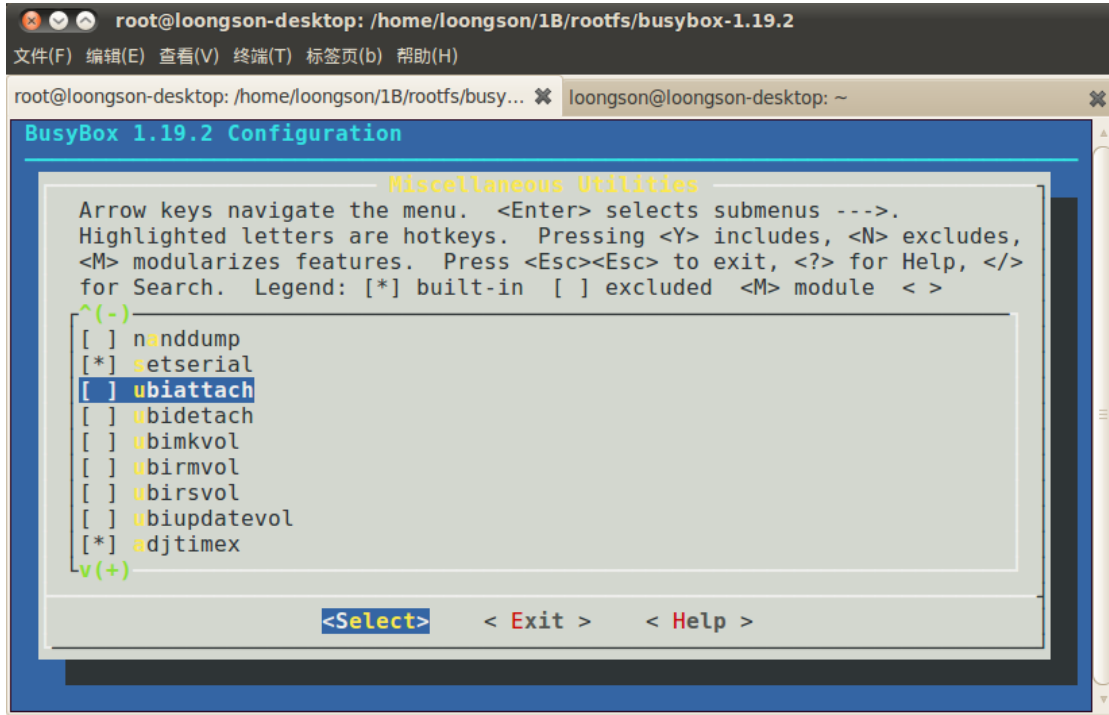 root@loongson-desktop: /home/loongson/1B/rootfs/busybox-1.19.2
文件(F) 编辑(E) 查看(V) 终端(T) 标签页(b) 帮助(H)
root@loongson-desktop: /home/loongson/1B/rootfs/busy... loongson@loongson-desktop: ~
BusyBox 1.19.2 Configuration
Miscellaneous Utilities
Arrow keys navigate the menu. <Enter> selects submenus --->.
Highlighted letters are hotkeys. Pressing <Y> includes, <N> excludes,
<M> modularizes features. Press <Esc><Esc> to exit, <?> for Help, </>
for Search. Legend: [*] built-in [ ] excluded <M> module < >
^(-)
[ ] nanddump
[*] setserial
[ ] ubiattach
[ ] ubidetach
[ ] ubimkvol
[ ] ubirmvol
[ ] ubirsvol
[ ] ubiupdatevol
[*] adjtimex
v(+)
<Select> < Exit > < Help >